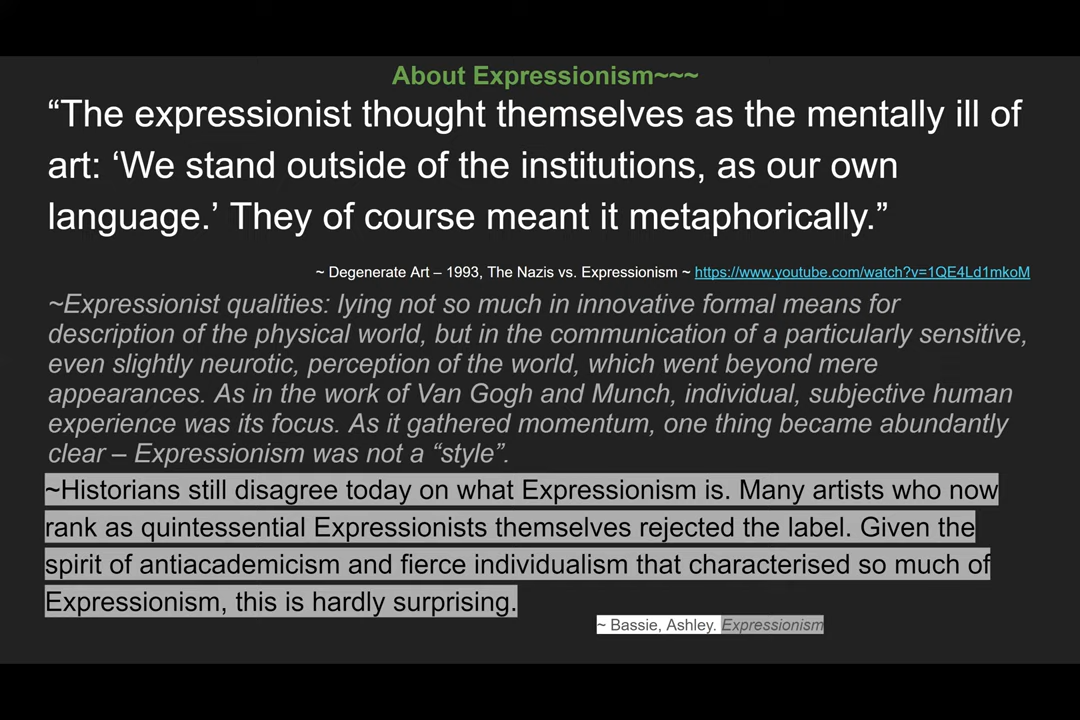 About Expressionism~~~
“The expressionist thought themselves as the mentally ill of
art: ‘We stand outside of the institutions, as our own
language.’ They of course meant it metaphorically.”
~ Degenerate Art – 1993, The Nazis vs. Expressionism ~ https://www.youtube.com/watch?v=1QE4Ld1mkoM
~Expressionist qualities: lying not so much in innovative formal means for
description of the physical world, but in the communication of a particularly sensitive,
even slightly neurotic, perception of the world, which went beyond mere
appearances. As in the work of Van Gogh and Munch, individual, subjective human
experience was its focus. As it gathered momentum, one thing became abundantly
clear – Expressionism was not a “style”.
~Historians still disagree today on what Expressionism is. Many artists who now
rank as quintessential Expressionists themselves rejected the label. Given the
spirit of antiacademicism and fierce individualism that characterised so much of
Expressionism, this is hardly surprising.
~ Bassie, Ashley. Expressionism